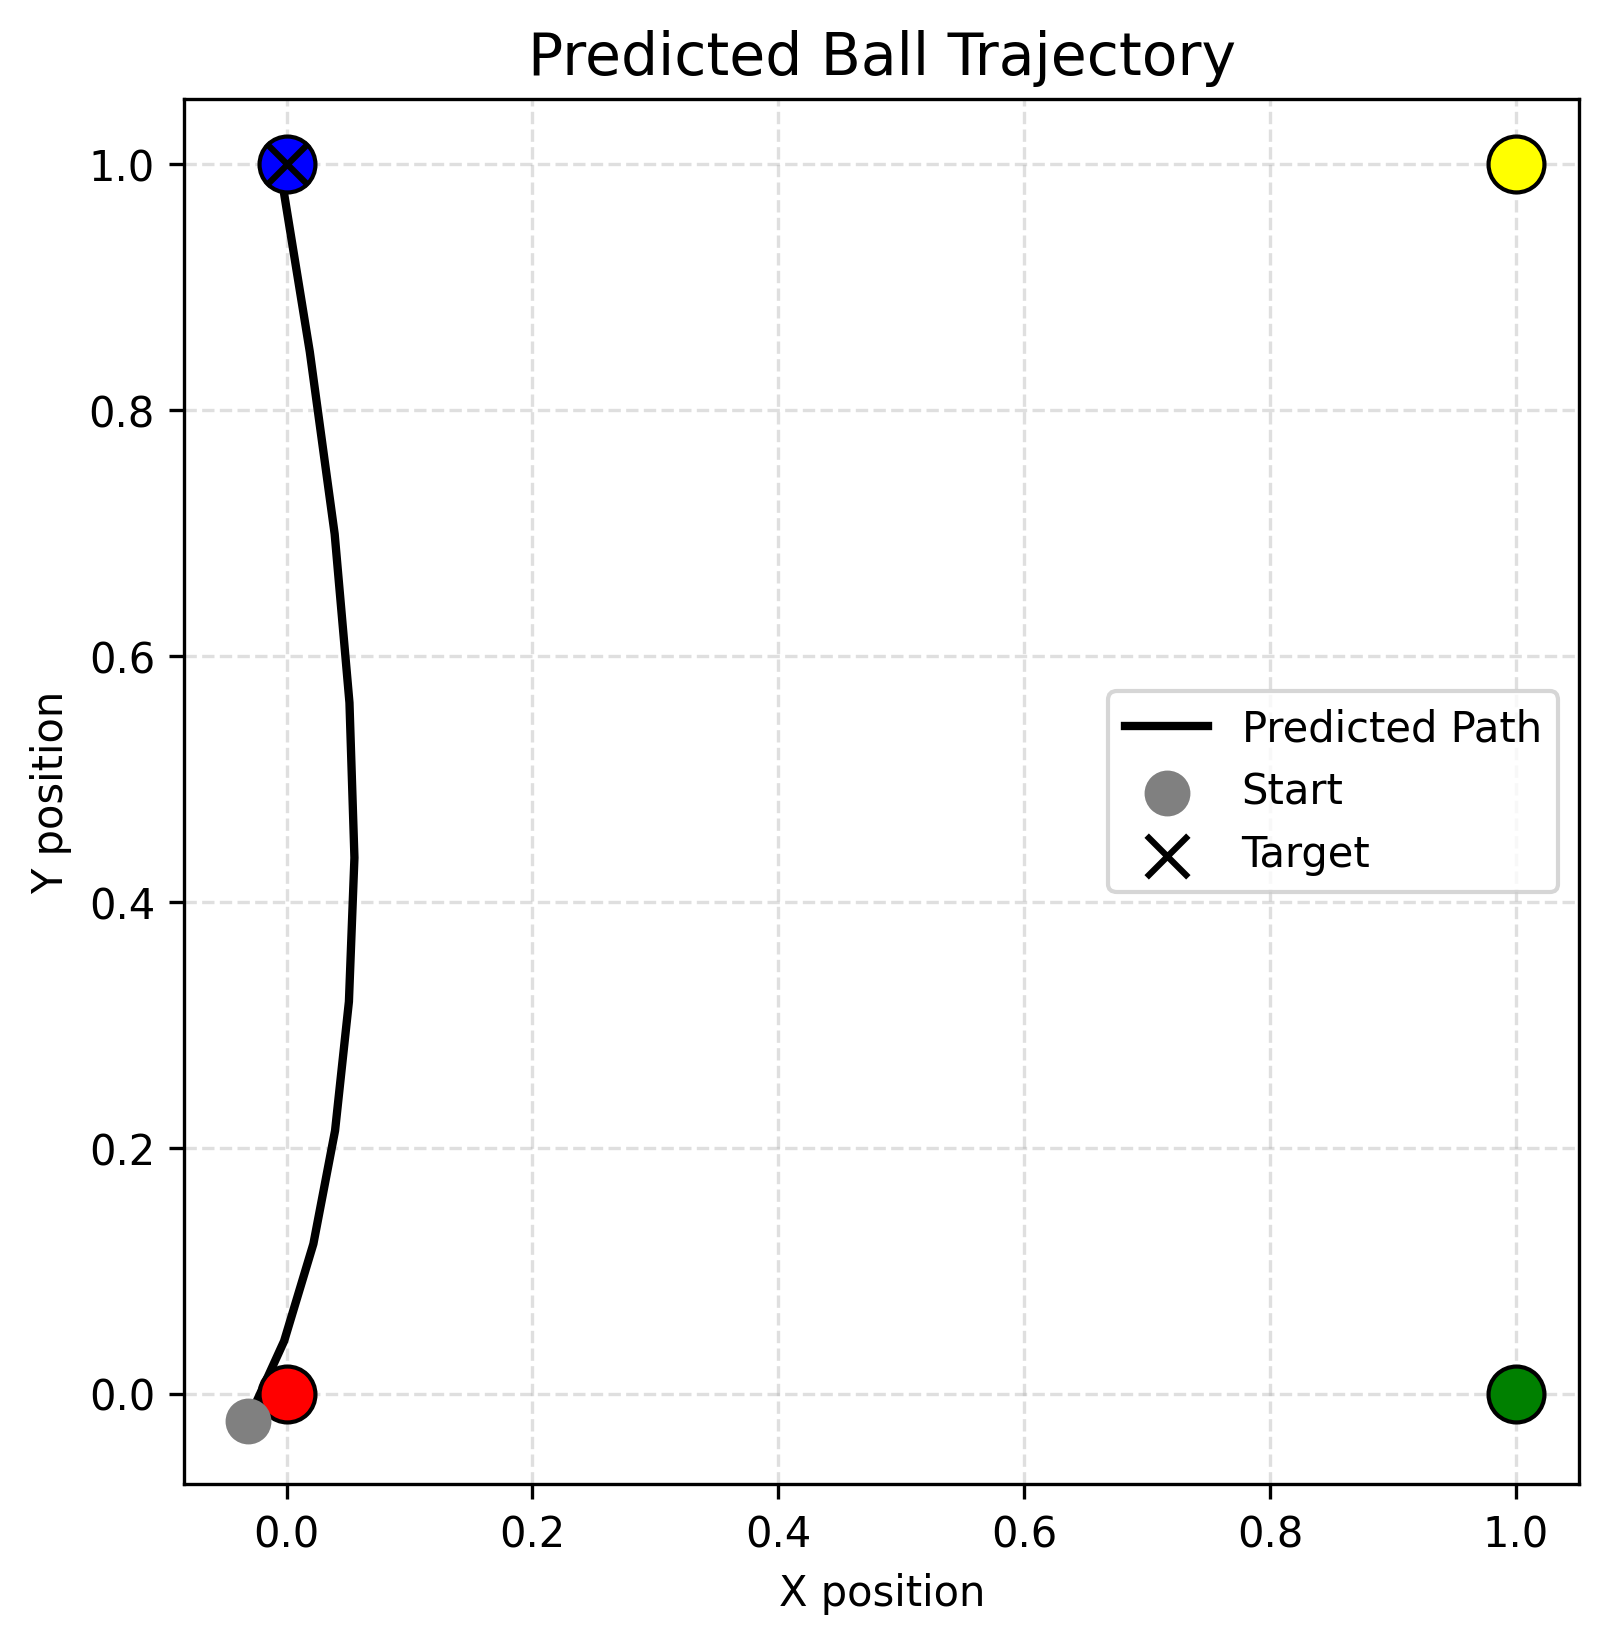 Predicted Ball Trajectory
1.0
0.8
0.6
0.4
0.2
0.0
Y position
Predicted Path
Start
Target
0.0 0.2 0.4 0.6 0.8 1.0
X position